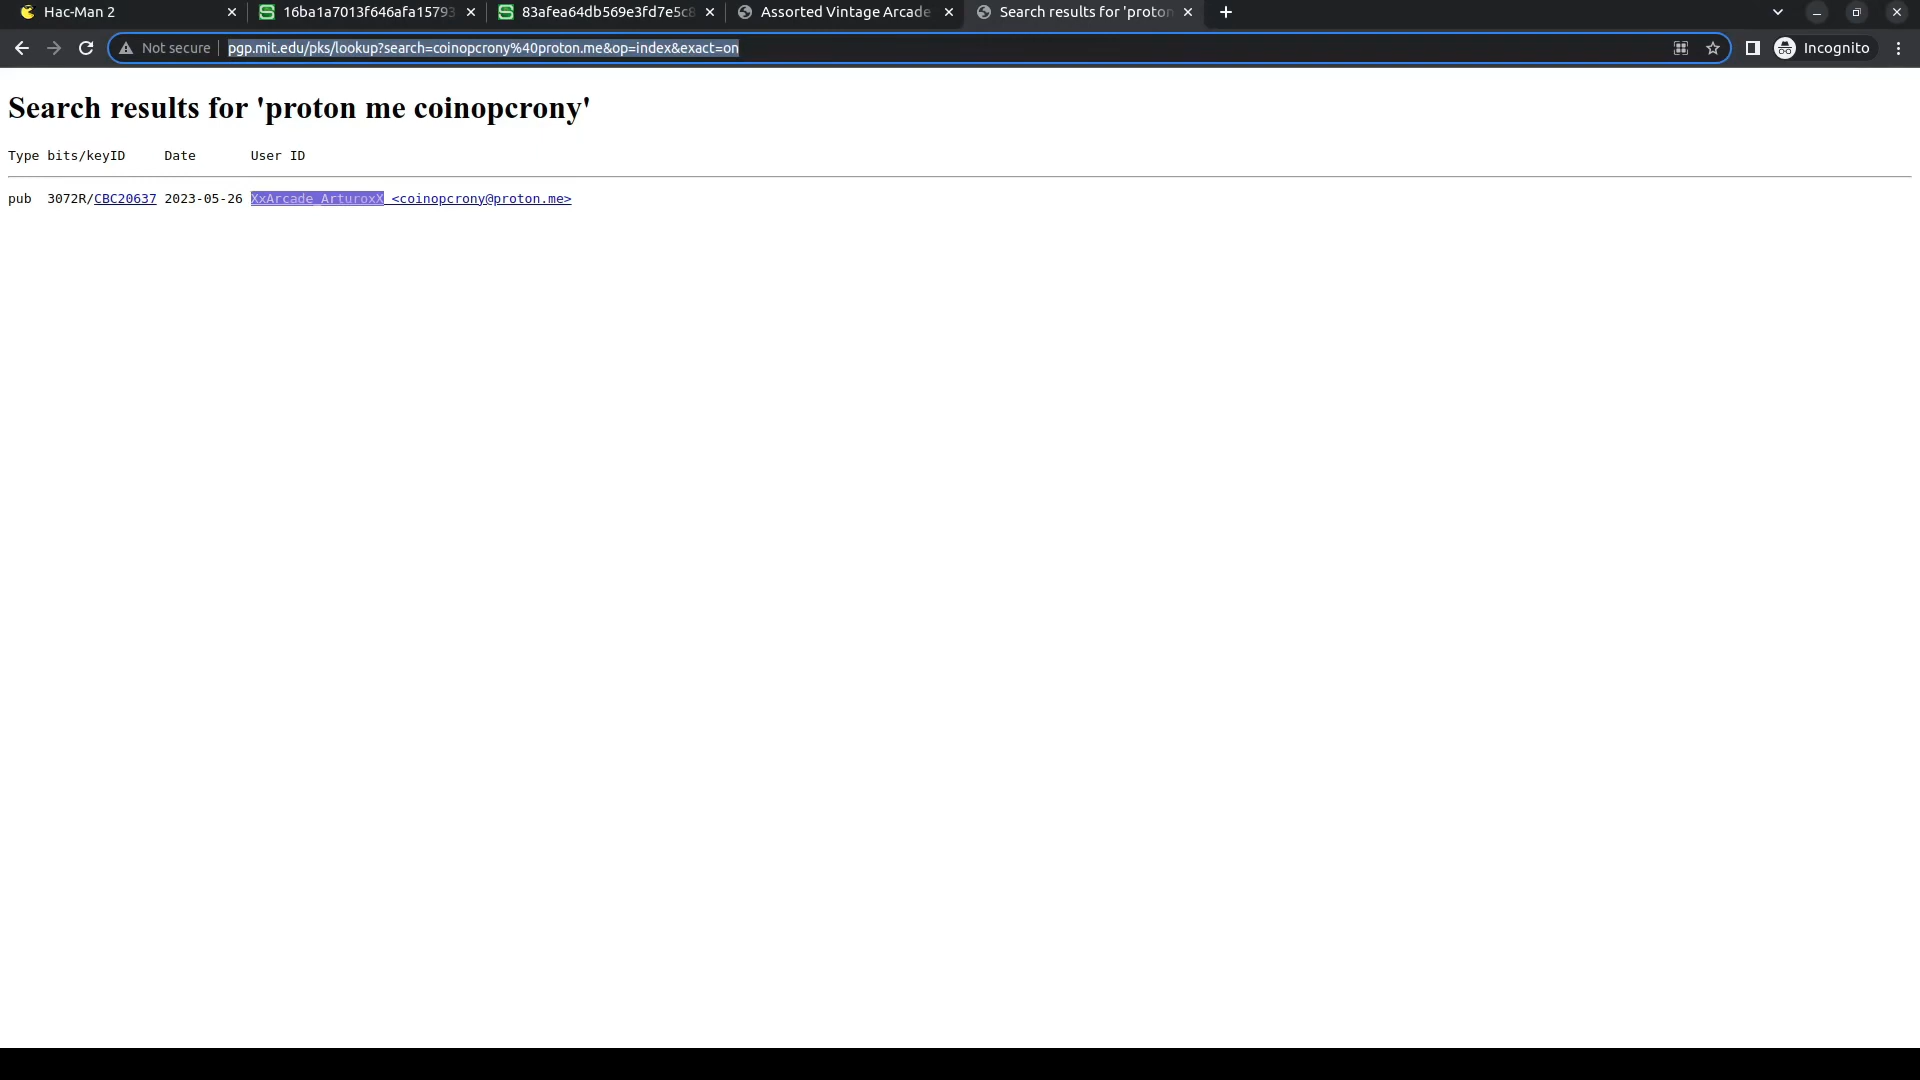 Hac-Man 2
16ba1a7013f646afa15793
83afea64db569e3fd7e5c8
Assorted Vintage Arcade
Search results for 'proton
Not secure
pgp.mit.edu/pks/lookup?search=coinopcrony%40proton.me&op=index&exact=on
Incognito
Search results for 'proton me coinopcrony'
Type bits/keyID     Date       User ID
pub  3072R/CBC20637 2023-05-26 XxArcade_ArturoxX <coinopcrony@proton.me>